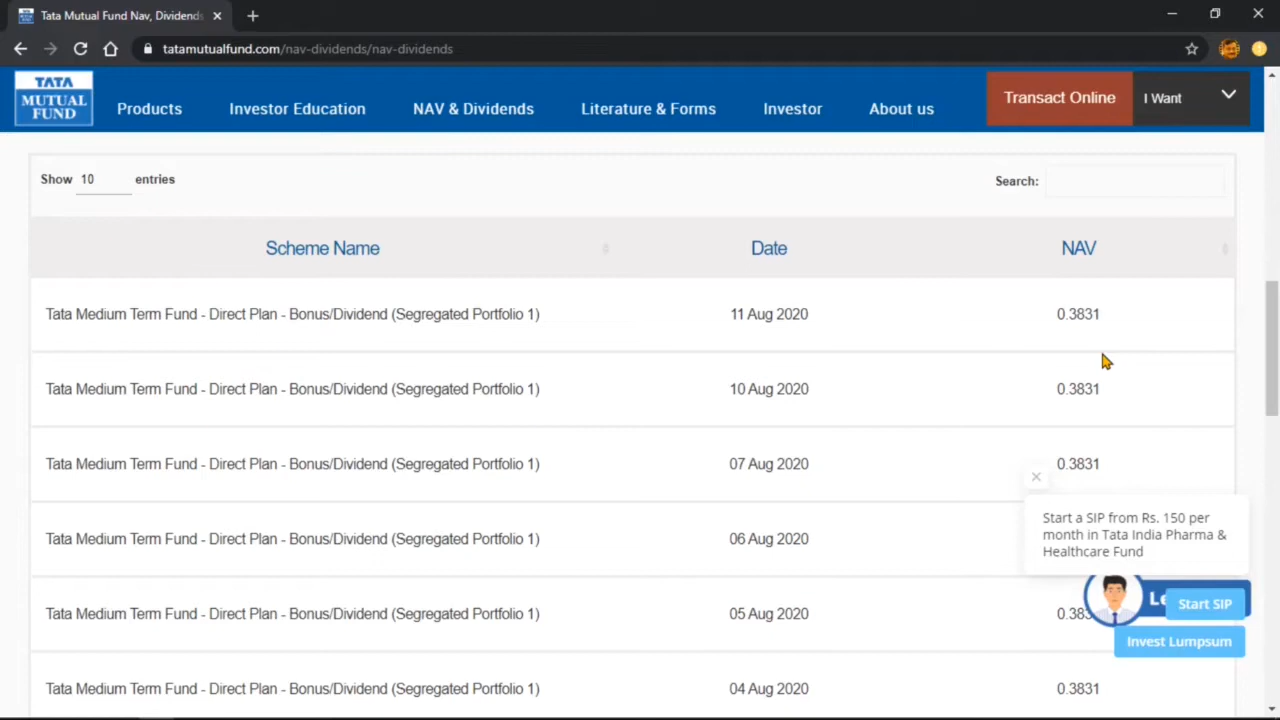 Tata Mutual Fund Nav, Dividends
tatamutualfund.com/nav-dividends/nav-dividends
TATA
MUTUAL
FUND
Products
Investor Education
NAV & Dividends
Literature & Forms
Investor
About us
Transact Online
I Want
Show 10 entries
Search:
Scheme Name Date NAV
Tata Medium Term Fund - Direct Plan - Bonus/Dividend (Segregated Portfolio 1) 11 Aug 2020 0.3831
Tata Medium Term Fund - Direct Plan - Bonus/Dividend (Segregated Portfolio 1) 10 Aug 2020 0.3831
Tata Medium Term Fund - Direct Plan - Bonus/Dividend (Segregated Portfolio 1) 07 Aug 2020 0.3831
Tata Medium Term Fund - Direct Plan - Bonus/Dividend (Segregated Portfolio 1) 06 Aug 2020
Tata Medium Term Fund - Direct Plan - Bonus/Dividend (Segregated Portfolio 1) 05 Aug 2020 0.383
Tata Medium Term Fund - Direct Plan - Bonus/Dividend (Segregated Portfolio 1) 04 Aug 2020 0.3831
Start a SIP from Rs. 150 per
month in Tata India Pharma &
Healthcare Fund
Start SIP
Invest Lumpsum